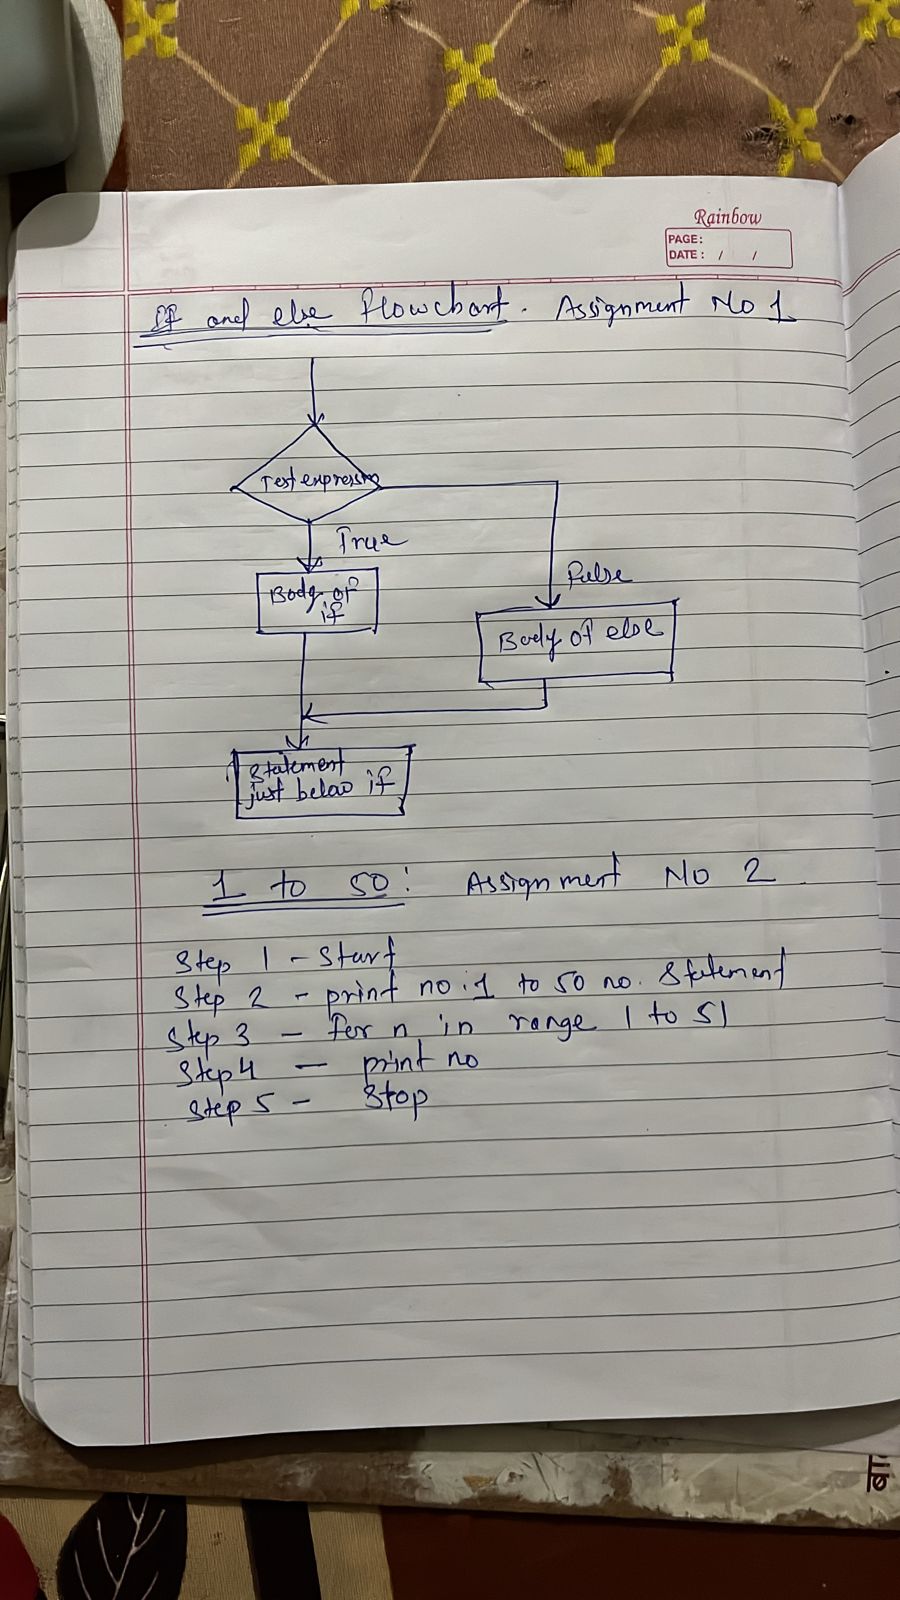 Rainbow
PAGE:
DATE: / /
If and else flowchart. Assignment No 1
Test expression
True
False
Body of
if
Body of else
Statement
just below if
1 to 50: Assignment No 2
Step 1 - Start
Step 2 - print no.1 to 50 no. Statement
Step 3 - for n in range 1 to 51
Step 4 - print no
Step 5 - Stop